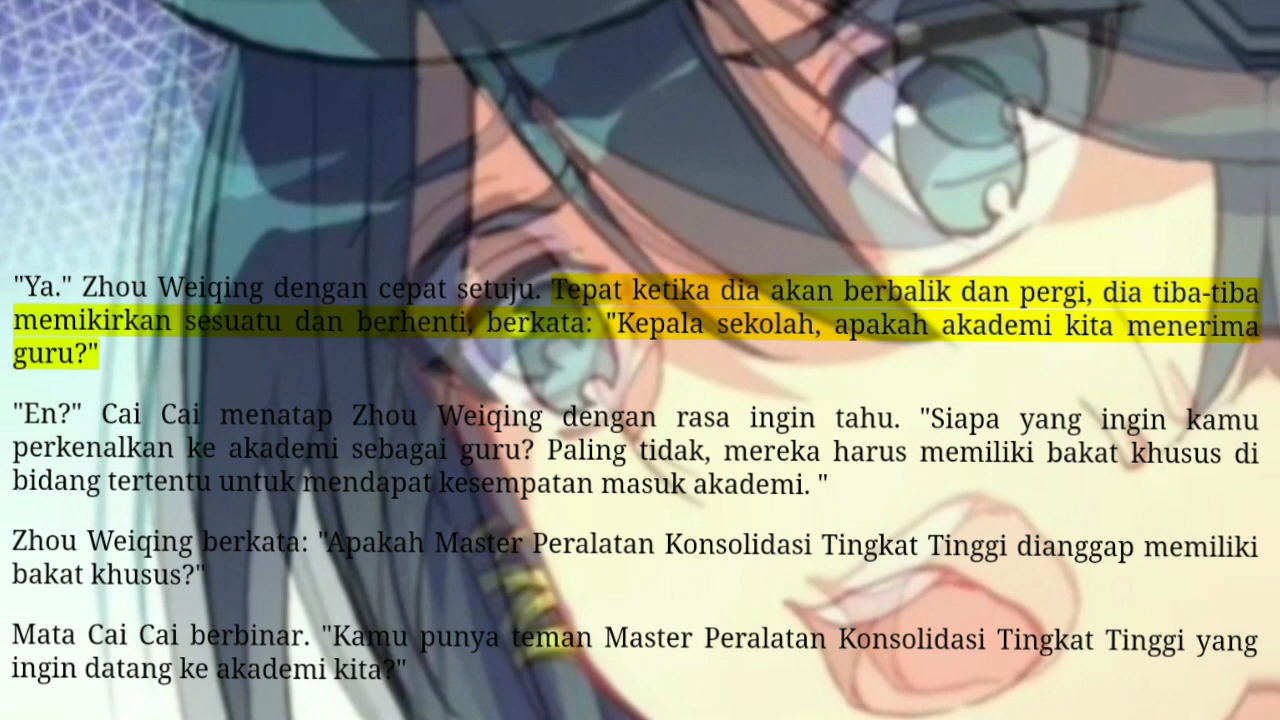 "Ya." Zhou Weiqing dengan cepat setuju. Tepat ketika dia akan berbalik dan pergi, dia tiba-tiba
memikirkan sesuatu dan berhenti, berkata: "Kepala sekolah, apakah akademi kita menerima
guru?"
"En?" Cai Cai menatap Zhou Weiqing dengan rasa ingin tahu. "Siapa yang ingin kamu
perkenalkan ke akademi sebagai guru? Paling tidak, mereka harus memiliki bakat khusus di
bidang tertentu untuk mendapat kesempatan masuk akademi. "
Zhou Weiqing berkata: "Apakah Master Peralatan Konsolidasi Tingkat Tinggi dianggap memiliki
bakat khusus?"
Mata Cai Cai berbinar. "Kamu punya teman Master Peralatan Konsolidasi Tingkat Tinggi yang
ingin datang ke akademi kita?"